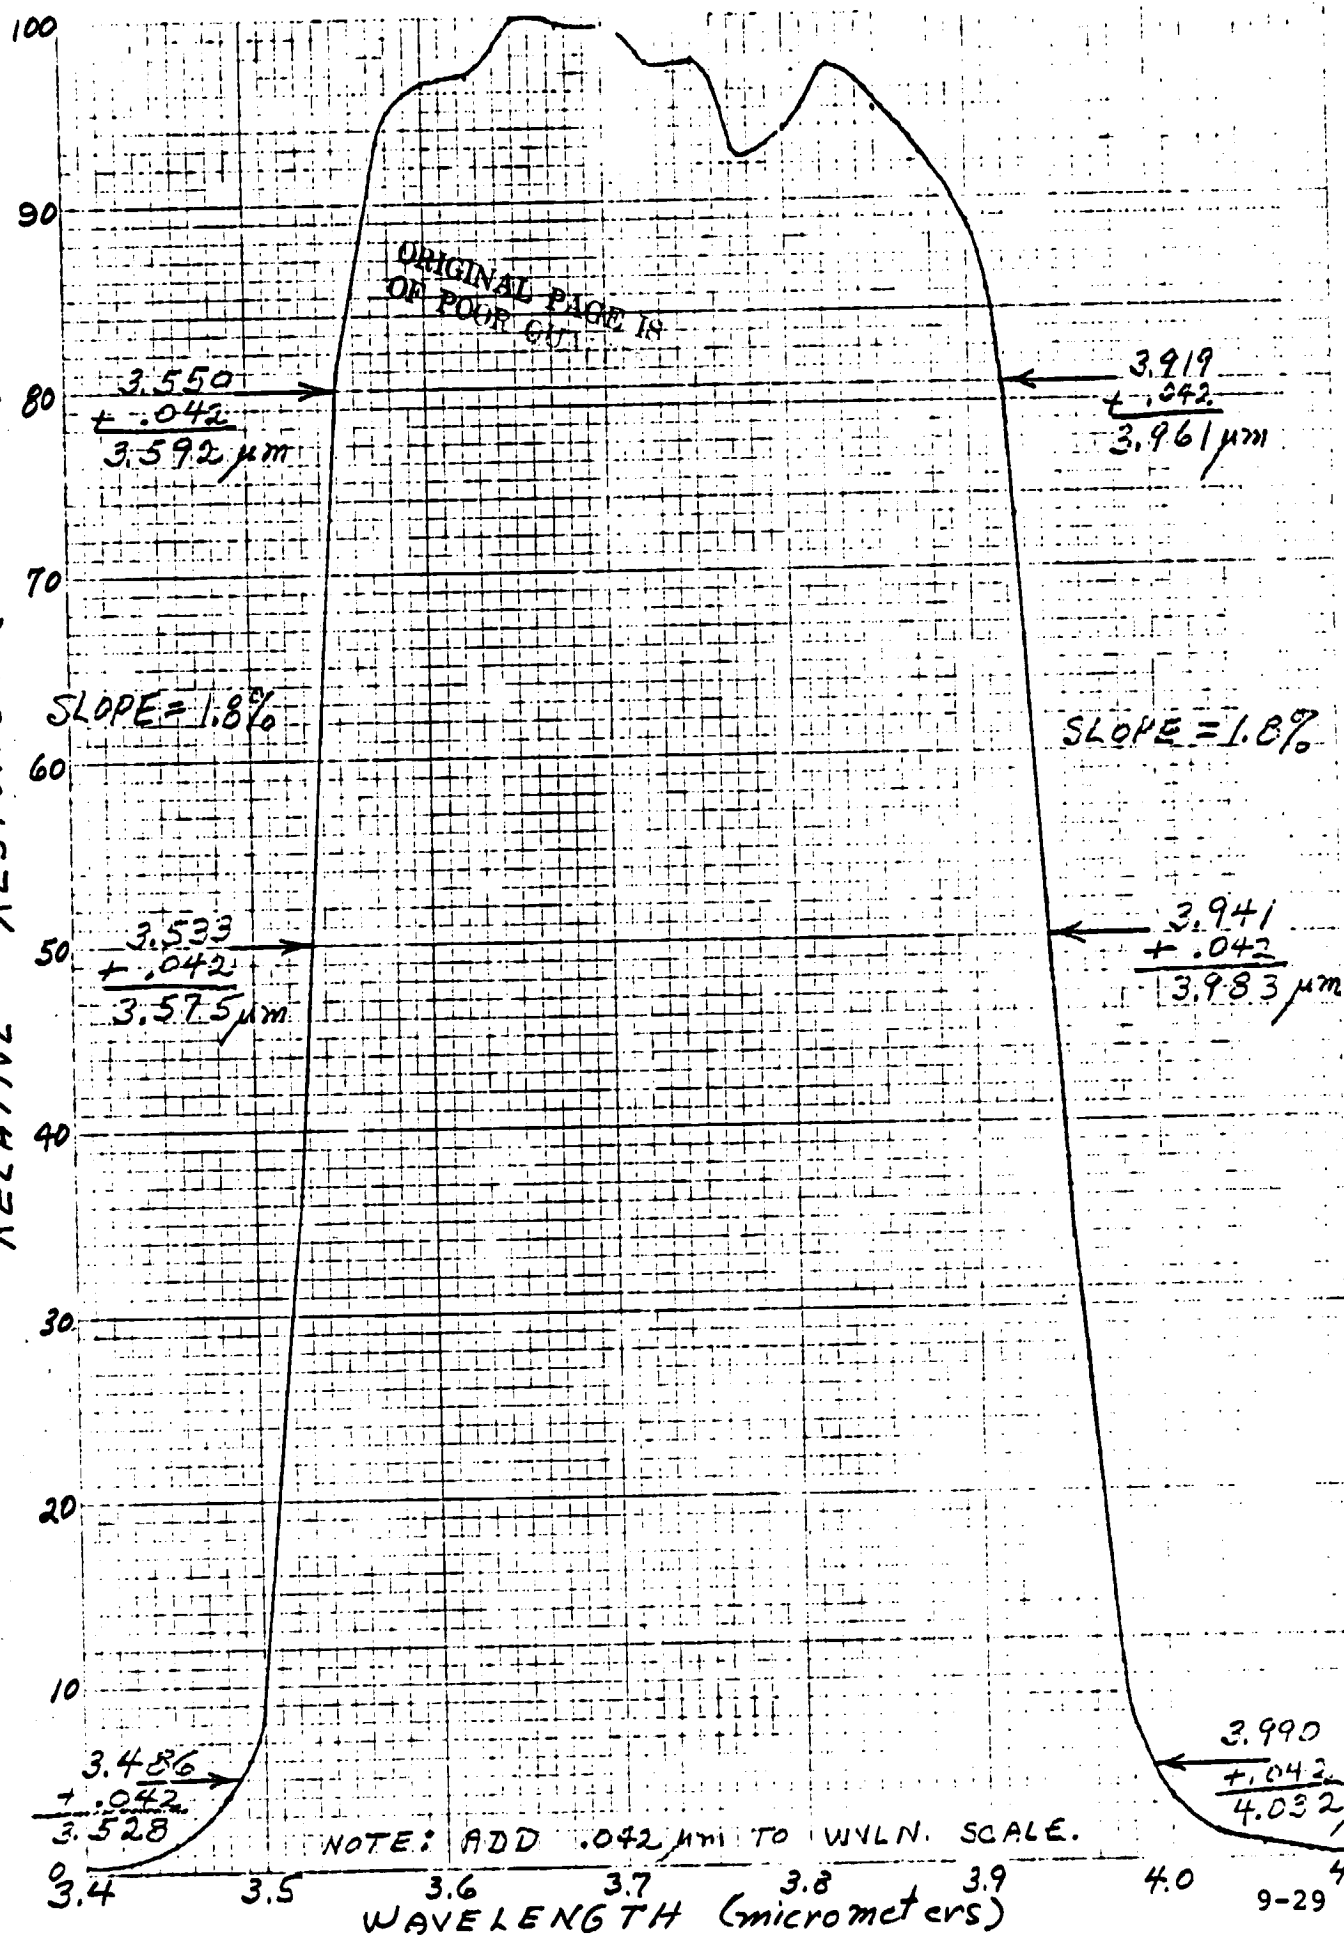 100
90
ORIGINAL PAGE IS
OF POOR
80
3.550
+ .042
3.592 μm
3.919
+ .042
3.961 μm
70
SLOPE = 1.8%
SLOPE = 1.8%
60
50
3.533
+ .042
3.575 μm
3.941
+ .042
3.983 μm
RELATIVE
40
30
20
10
3.486
+ .042
3.528
3.990
+.042
4.032
NOTE: ADD .042 μm TO WVLN. SCALE.
0
3.4 3.5 3.6 3.7 3.8 3.9 4.0
WAVELENGTH (micrometers)
9-29